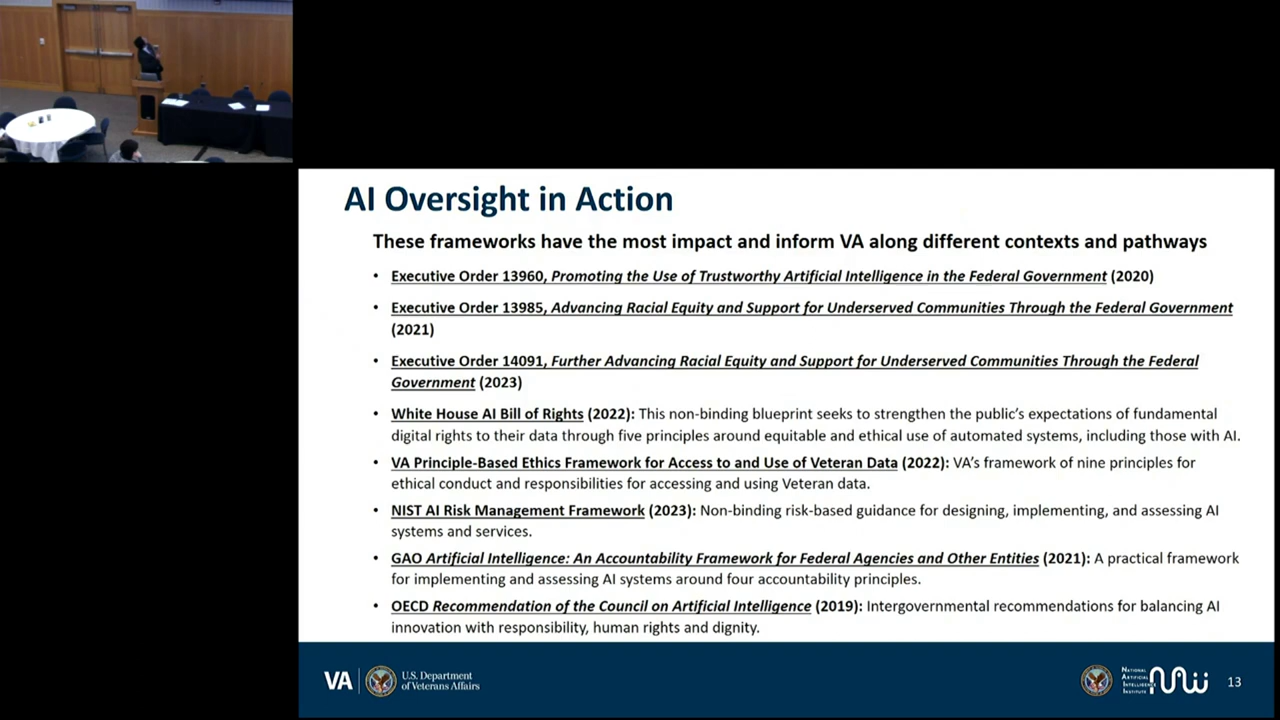 AI Oversight in Action
These frameworks have the most impact and inform VA along different contexts and pathways
• Executive Order 13960, Promoting the Use of Trustworthy Artificial Intelligence in the Federal Government (2020)
• Executive Order 13985, Advancing Racial Equity and Support for Underserved Communities Through the Federal Government
(2021)
• Executive Order 14091, Further Advancing Racial Equity and Support for Underserved Communities Through the Federal
Government (2023)
• White House AI Bill of Rights (2022): This non-binding blueprint seeks to strengthen the public's expectations of fundamental
digital rights to their data through five principles around equitable and ethical use of automated systems, including those with AI.
• VA Principle-Based Ethics Framework for Access to and Use of Veteran Data (2022): VA's framework of nine principles for
ethical conduct and responsibilities for accessing and using Veteran data.
• NIST AI Risk Management Framework (2023): Non-binding risk-based guidance for designing, implementing, and assessing AI
systems and services.
• GAO Artificial Intelligence: An Accountability Framework for Federal Agencies and Other Entities (2021): A practical framework
for implementing and assessing AI systems around four accountability principles.
• OECD Recommendation of the Council on Artificial Intelligence (2019): Intergovernmental recommendations for balancing AI
innovation with responsibility, human rights and dignity.
VA
U.S. Department
of Veterans Affairs
National
Artificial
Intelligence
Institute
13